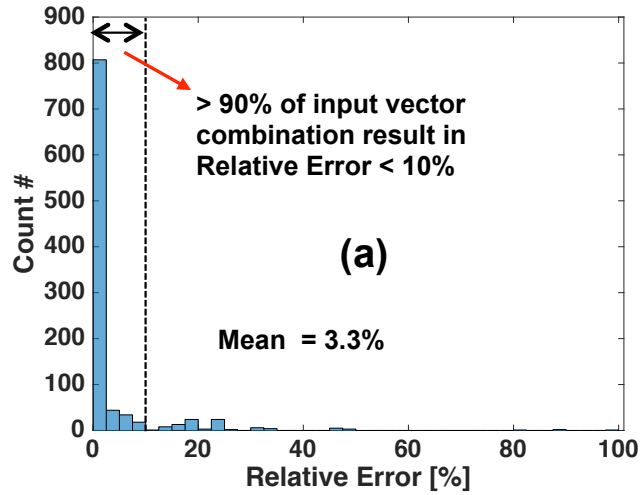 900
800
700
600
500
400
300
200
100
0
Count #
> 90% of input vector
combination result in
Relative Error < 10%
(a)
Mean = 3.3%
0 20 40 60 80 100
Relative Error [%]